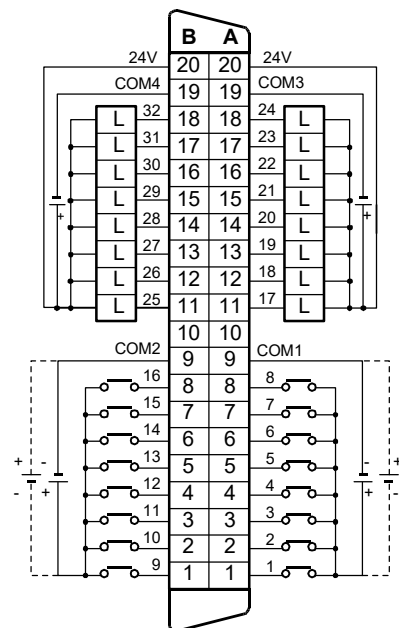 B A
24V 20 20 24V
COM4 19 19 COM3
L 32 18 18 24 L
L 31 17 17 23 L
L 30 16 16 22 L
L 29 15 15 21 L
+ +
L 28 14 14 20 L
L 27 13 13 19 L
L 26 12 12 18 L
L 25 11 11 17 L
10 10
COM2 9 9 COM1
16 8 8 8
15 7 7 7
14 6 6 6
+ - 13 5 5 5 - +
- + 12 4 4 4 + -
11 3 3 3
10 2 2 2
9 1 1 1